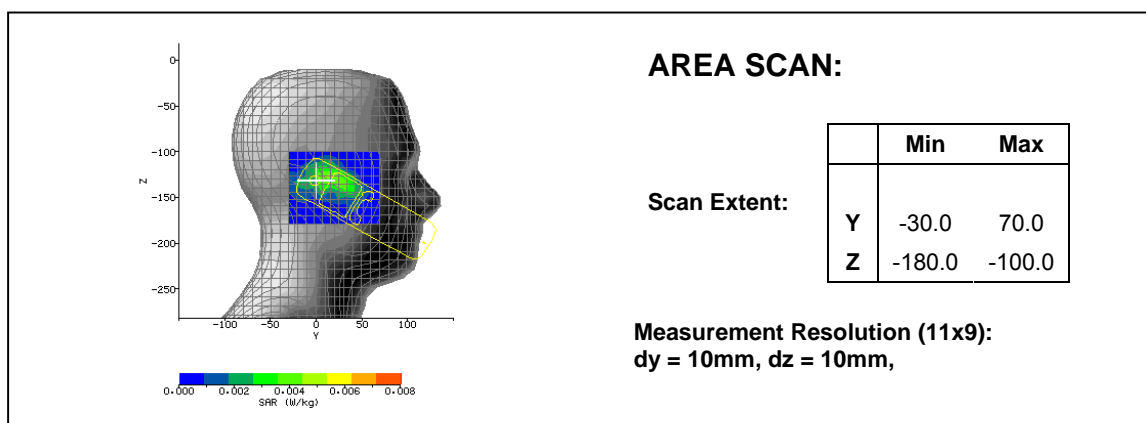 0
-50
-100
-150
-200
-250
Z
-100 -50 0 50 100
Y
0.000 0.002 0.004 0.006 0.008
SAR (W/kg)
AREA SCAN:
Scan Extent:
Min Max
Y -30.0 70.0
Z -180.0 -100.0
Measurement Resolution (11x9):
dy = 10mm, dz = 10mm,